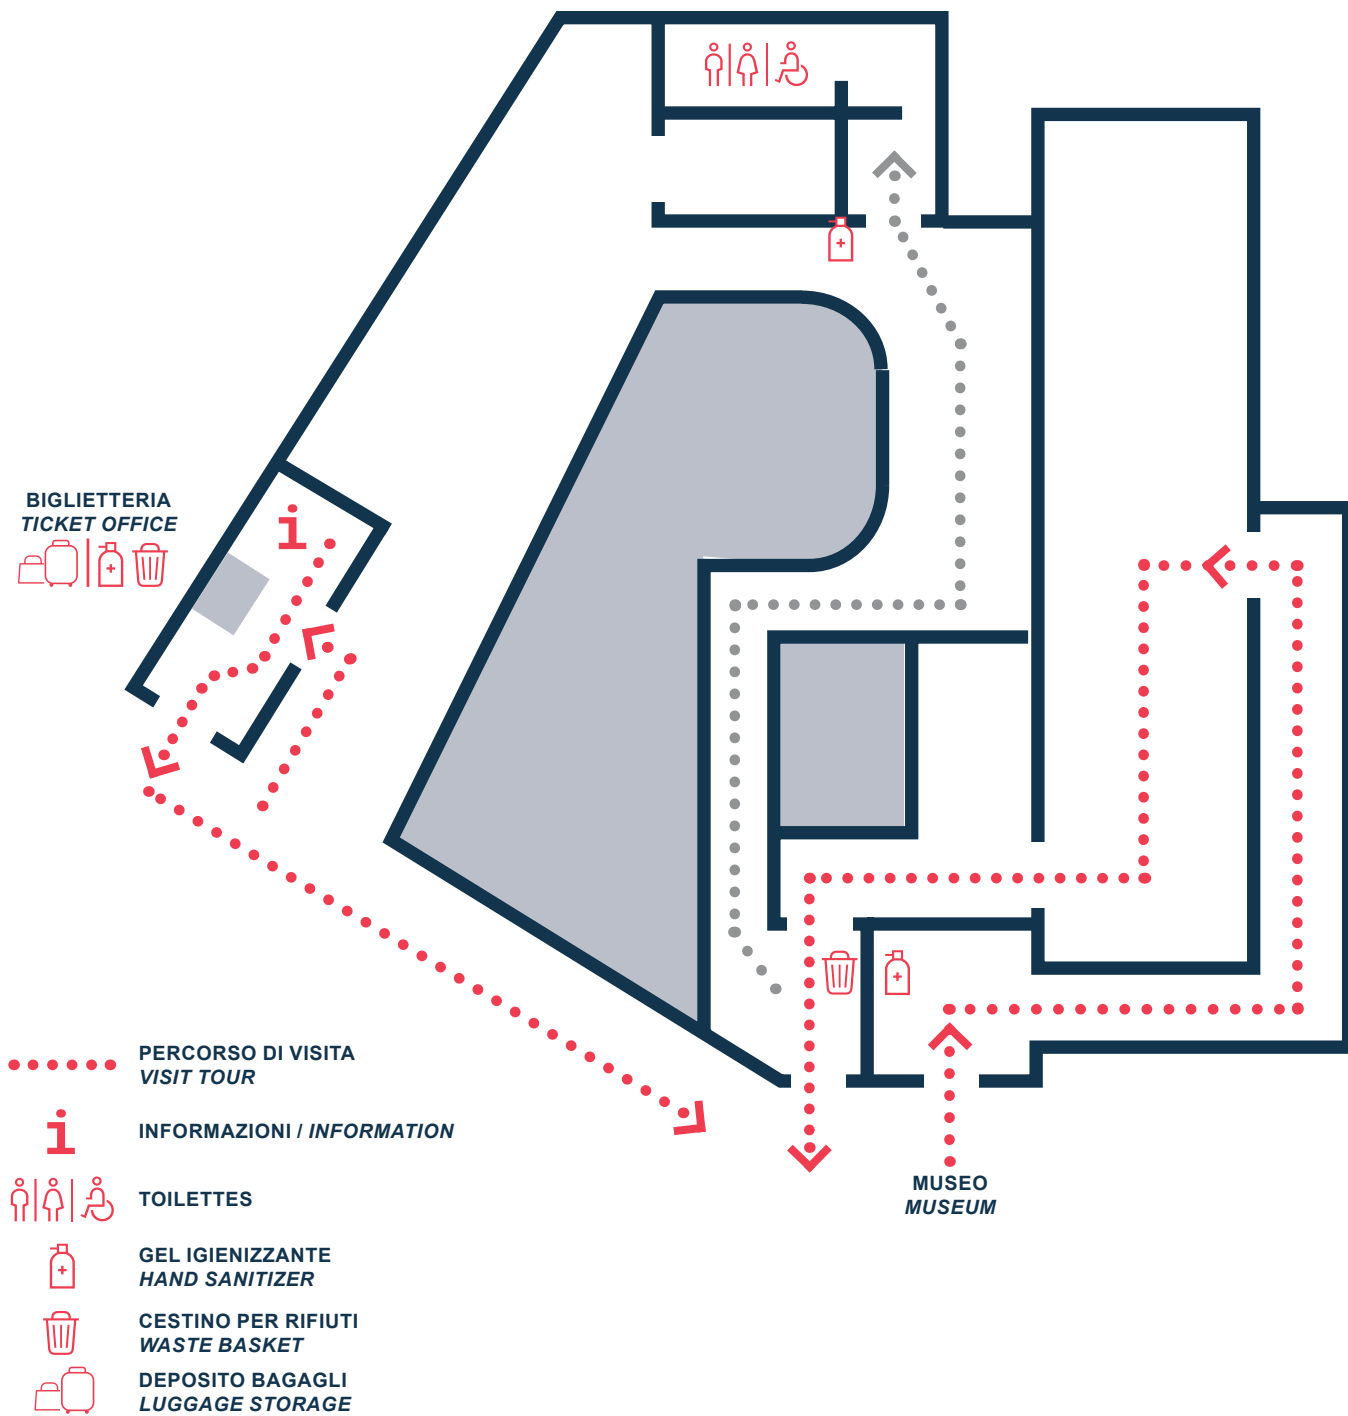 BIGLIETTERIA
TICKET OFFICE
PERCORSO DI VISITA
VISIT TOUR
INFORMAZIONI / INFORMATION
TOILETTES
GEL IGIENIZZANTE
HAND SANITIZER
CESTINO PER RIFIUTI
WASTE BASKET
DEPOSITO BAGAGLI
LUGGAGE STORAGE
MUSEO
MUSEUM